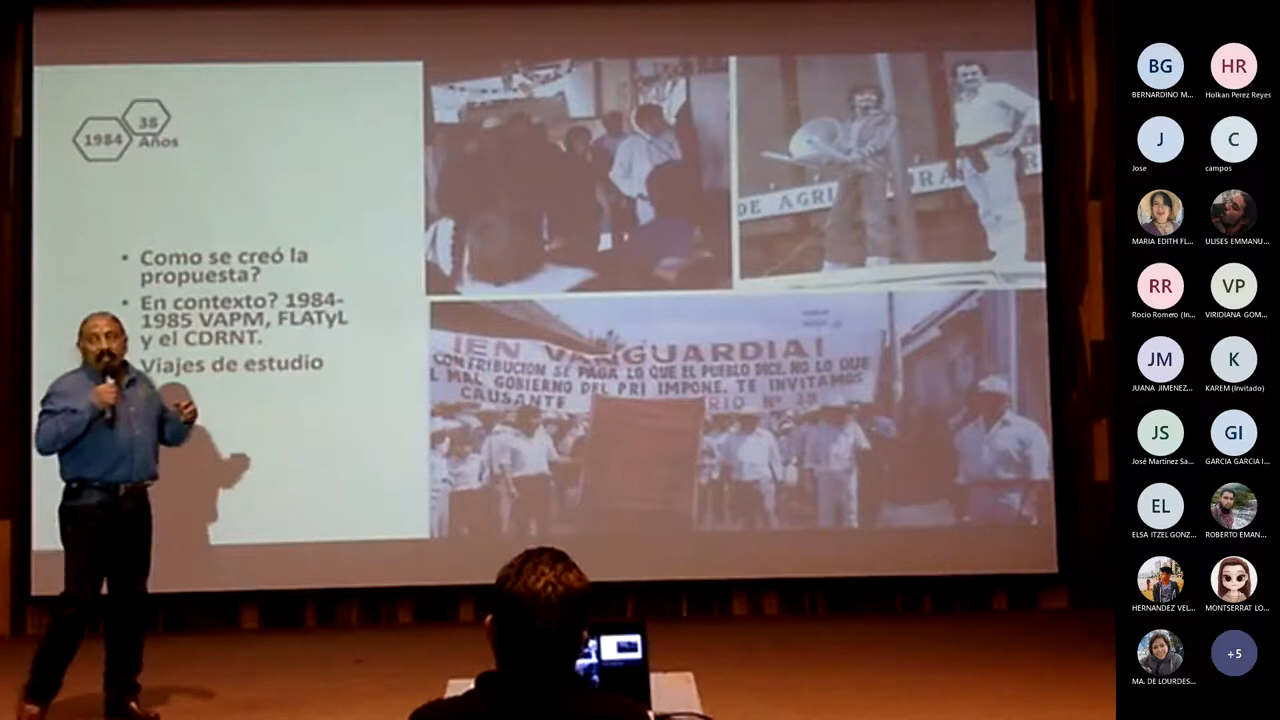 1984
38
Años
• Como se creó la
propuesta?
• En contexto? 1984-
1985 VAPM, FLATyL
y el CDRNT.
Viajes de estudio
DE AGRI
¡EN VANGUARDIA!
CONTRIBUCION SE PAGA LO QUE EL PUEBLO DICE, NO LO QUE
L MAL GOBIERNO DEL PRI IMPONE. TE INVITAMOS
CAUSANTE
BG
BERNARDINO M...
HR
Holkan Perez Reyes
J
Jose
C
campos
MARIA EDITH FL...
ULISES EMMANU...
RR
Rocio Romero (In...
VP
VIRIDIANA GOM...
JM
JUANA JIMENEZ...
K
KAREM (Invitado)
JS
José Martínez Sa...
GI
GARCIA GARCIA I...
EL
ELSA ITZEL GONZ...
ROBERTO EMAN...
HERNANDEZ VEL...
MONTSERRAT LO...
MA. DE LOURDES...
+5